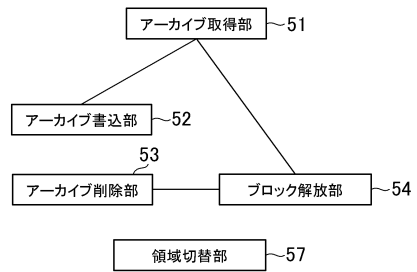 アーカイブ取得部 51
アーカイブ書込部 52
53
アーカイブ削除部
ブロック解放部 54
領域切替部 57